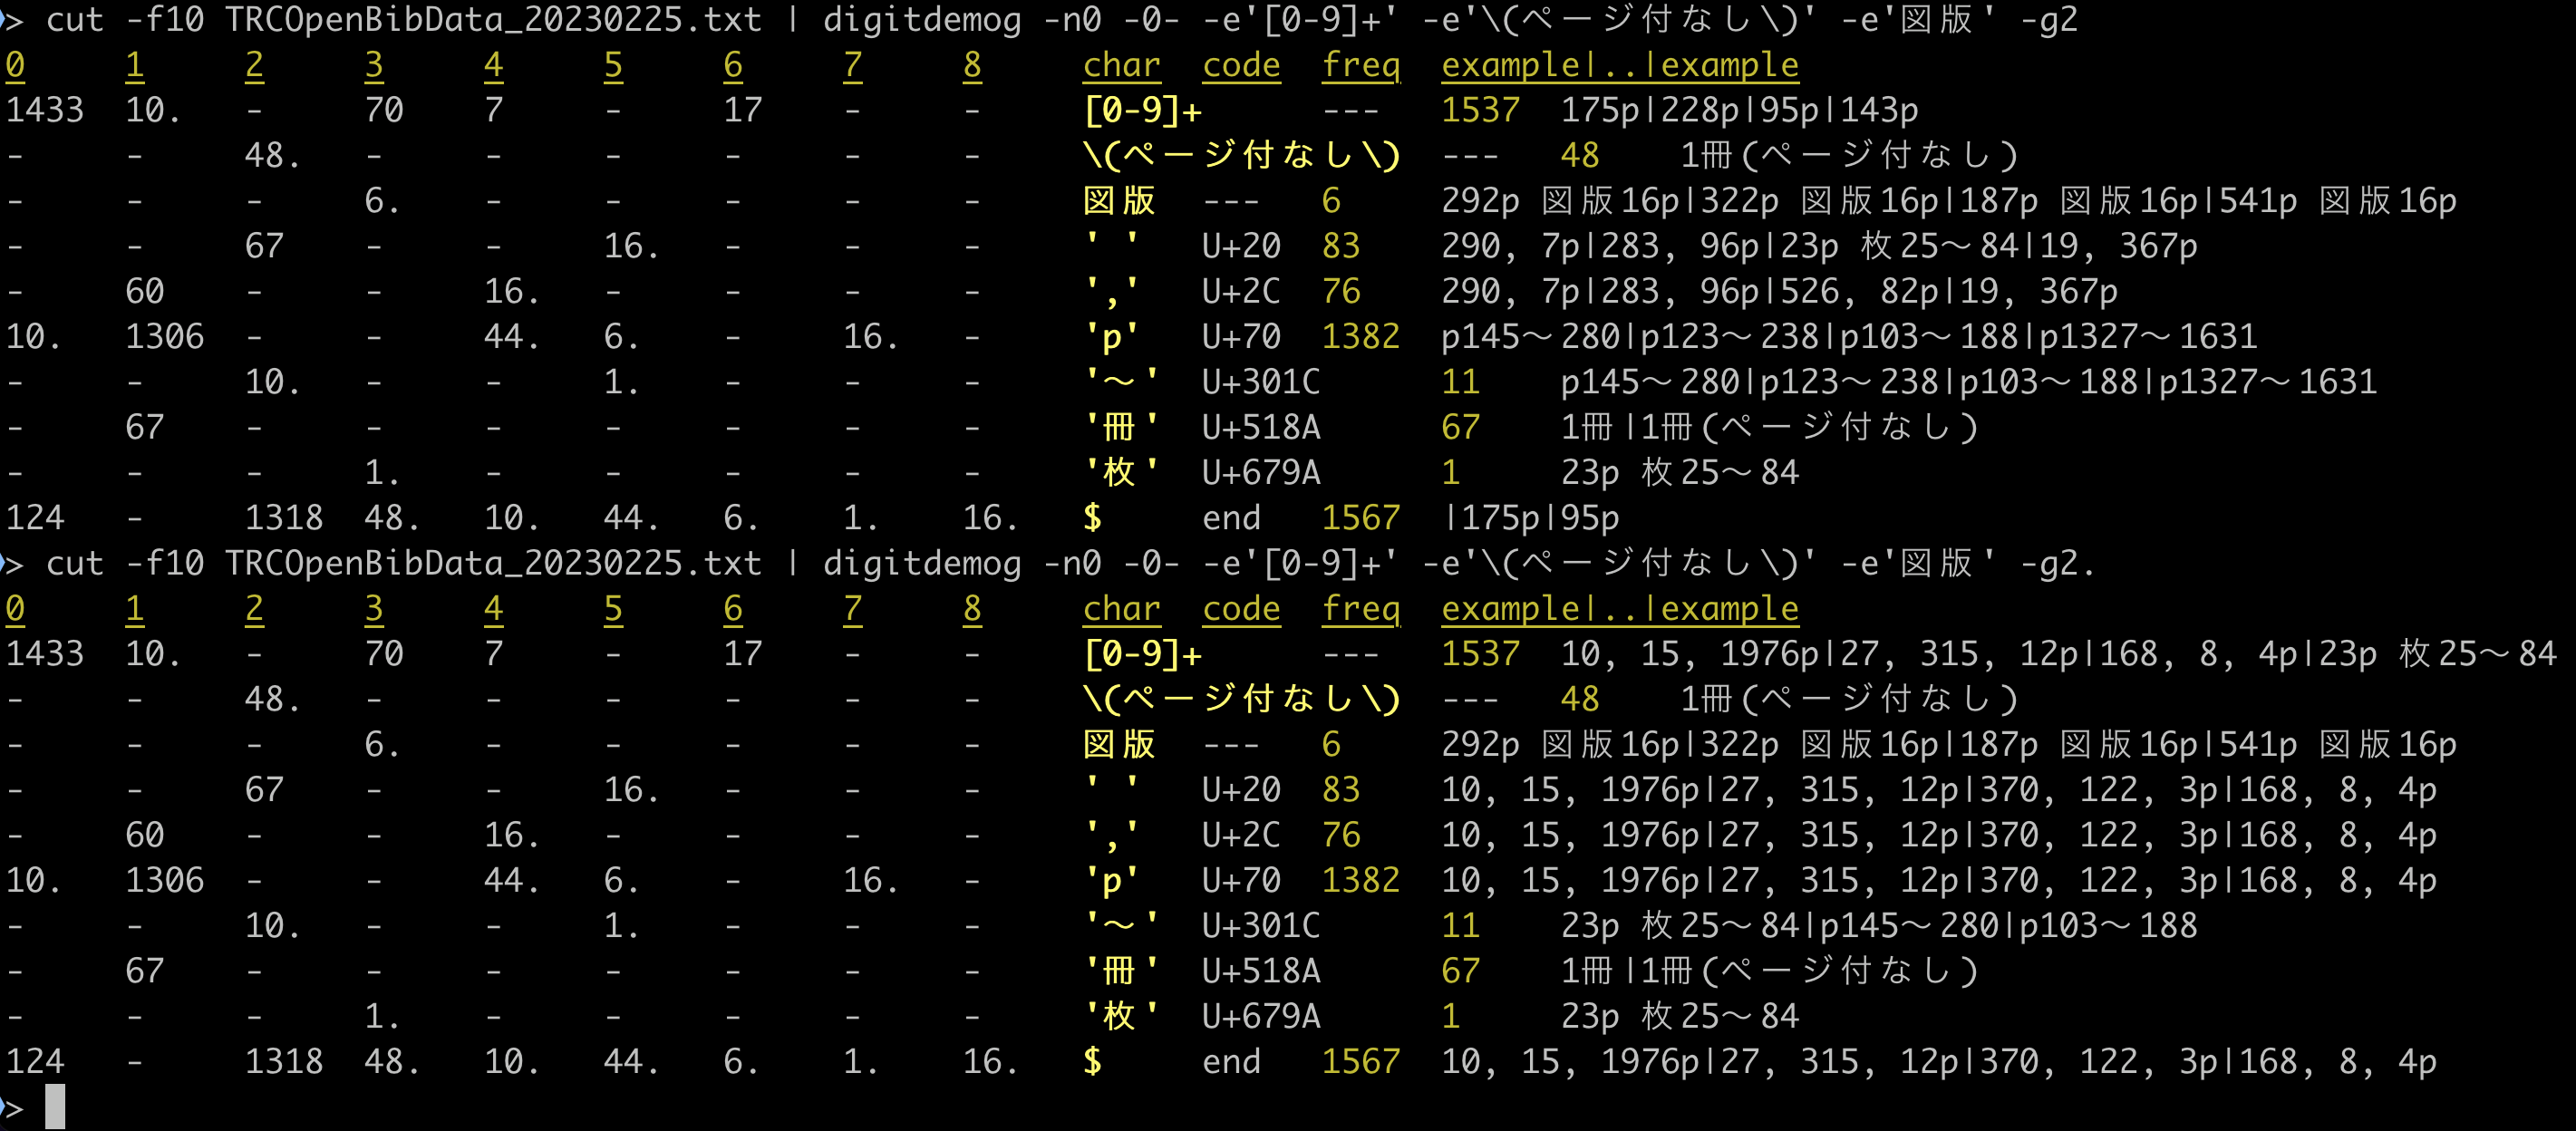 > cut -f10 TRCOpenBibData_20230225.txt | digitdemog -n0 -0- -e'[0-9]+' -e'\(ページ付なし\)' -e'図版' -g2
0 1 2 3 4 5 6 7 8 char code freq example|..|example
1433 10. - 70 7 - 17 - - [0-9]+ --- 1537 175p|228p|95p|143p
- - 48. - - - - - - \(ページ付なし\) --- 48 1冊(ページ付なし)
- - - 6. - - - - - 図版 --- 6 292p 図版16p|322p 図版16p|187p 図版16p|541p 図版16p
- - 67 - - 16. - - - ' ' U+20 83 290, 7p|283, 96p|23p 枚25〜84|19, 367p
- 60 - - 16. - - - - ',' U+2C 76 290, 7p|283, 96p|526, 82p|19, 367p
10. 1306 - - 44. 6. - 16. - 'p' U+70 1382 p145〜280|p123〜238|p103〜188|p1327〜1631
- - 10. - - 1. - - - '〜' U+301C 11 p145〜280|p123〜238|p103〜188|p1327〜1631
- 67 - - - - - - - '冊' U+518A 67 1冊|1冊(ページ付なし)
- - - 1. - - - - - '枚' U+679A 1 23p 枚25〜84
124 - 1318 48. 10. 44. 6. 1. 16. $ end 1567 |175p|95p
> cut -f10 TRCOpenBibData_20230225.txt | digitdemog -n0 -0- -e'[0-9]+' -e'\(ページ付なし\)' -e'図版' -g2.
0 1 2 3 4 5 6 7 8 char code freq example|..|example
1433 10. - 70 7 - 17 - - [0-9]+ --- 1537 10, 15, 1976p|27, 315, 12p|168, 8, 4p|23p 枚25〜84
- - 48. - - - - - - \(ページ付なし\) --- 48 1冊(ページ付なし)
- - - 6. - - - - - 図版 --- 6 292p 図版16p|322p 図版16p|187p 図版16p|541p 図版16p
- - 67 - - 16. - - - ' ' U+20 83 10, 15, 1976p|27, 315, 12p|370, 122, 3p|168, 8, 4p
- 60 - - 16. - - - - ',' U+2C 76 10, 15, 1976p|27, 315, 12p|370, 122, 3p|168, 8, 4p
10. 1306 - - 44. 6. - 16. - 'p' U+70 1382 10, 15, 1976p|27, 315, 12p|370, 122, 3p|168, 8, 4p
- - 10. - - 1. - - - '〜' U+301C 11 23p 枚25〜84|p145〜280|p103〜188
- 67 - - - - - - - '冊' U+518A 67 1冊|1冊(ページ付なし)
- - - 1. - - - - - '枚' U+679A 1 23p 枚25〜84
124 - 1318 48. 10. 44. 6. 1. 16. $ end 1567 10, 15, 1976p|27, 315, 12p|370, 122, 3p|168, 8, 4p
>